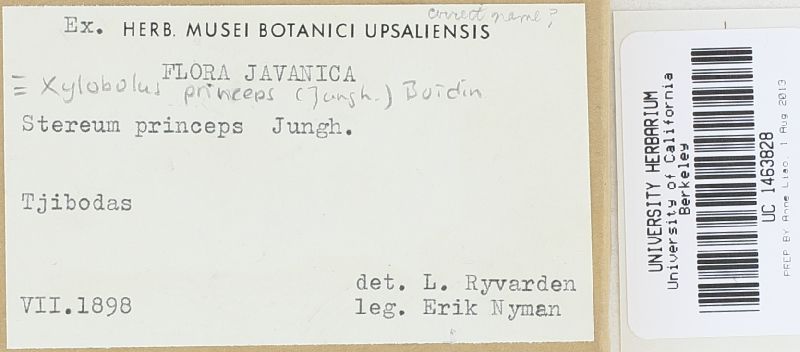 correct name?
Ex. HERB. MUSEI BOTANICI UPSALIENSIS
FLORA JAVANICA
≡ Xylobolus princeps (Jungh.) Boidin
Stereum princeps Jungh.
Tjibodas
det. L. Ryvarden
VII.1898 leg. Erik Nyman
UNIVERSITY HERBARIUM
University of California
Berkeley
UC 1463828
PREP BY Anne Liao, 1 Aug 2013